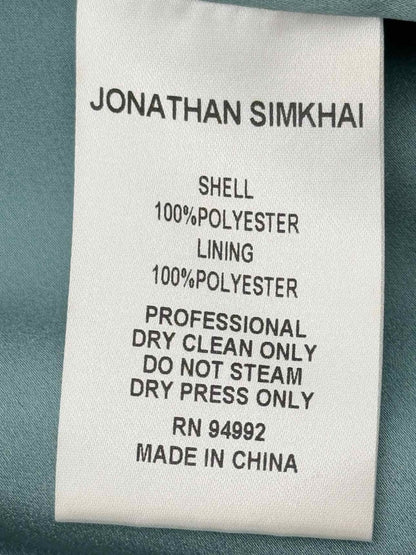 JONATHAN SIMKHAI
SHELL
100%POLYESTER
LINING
100%POLYESTER
PROFESSIONAL
DRY CLEAN ONLY
DO NOT STEAM
DRY PRESS ONLY
RN 94992
MADE IN CHINA